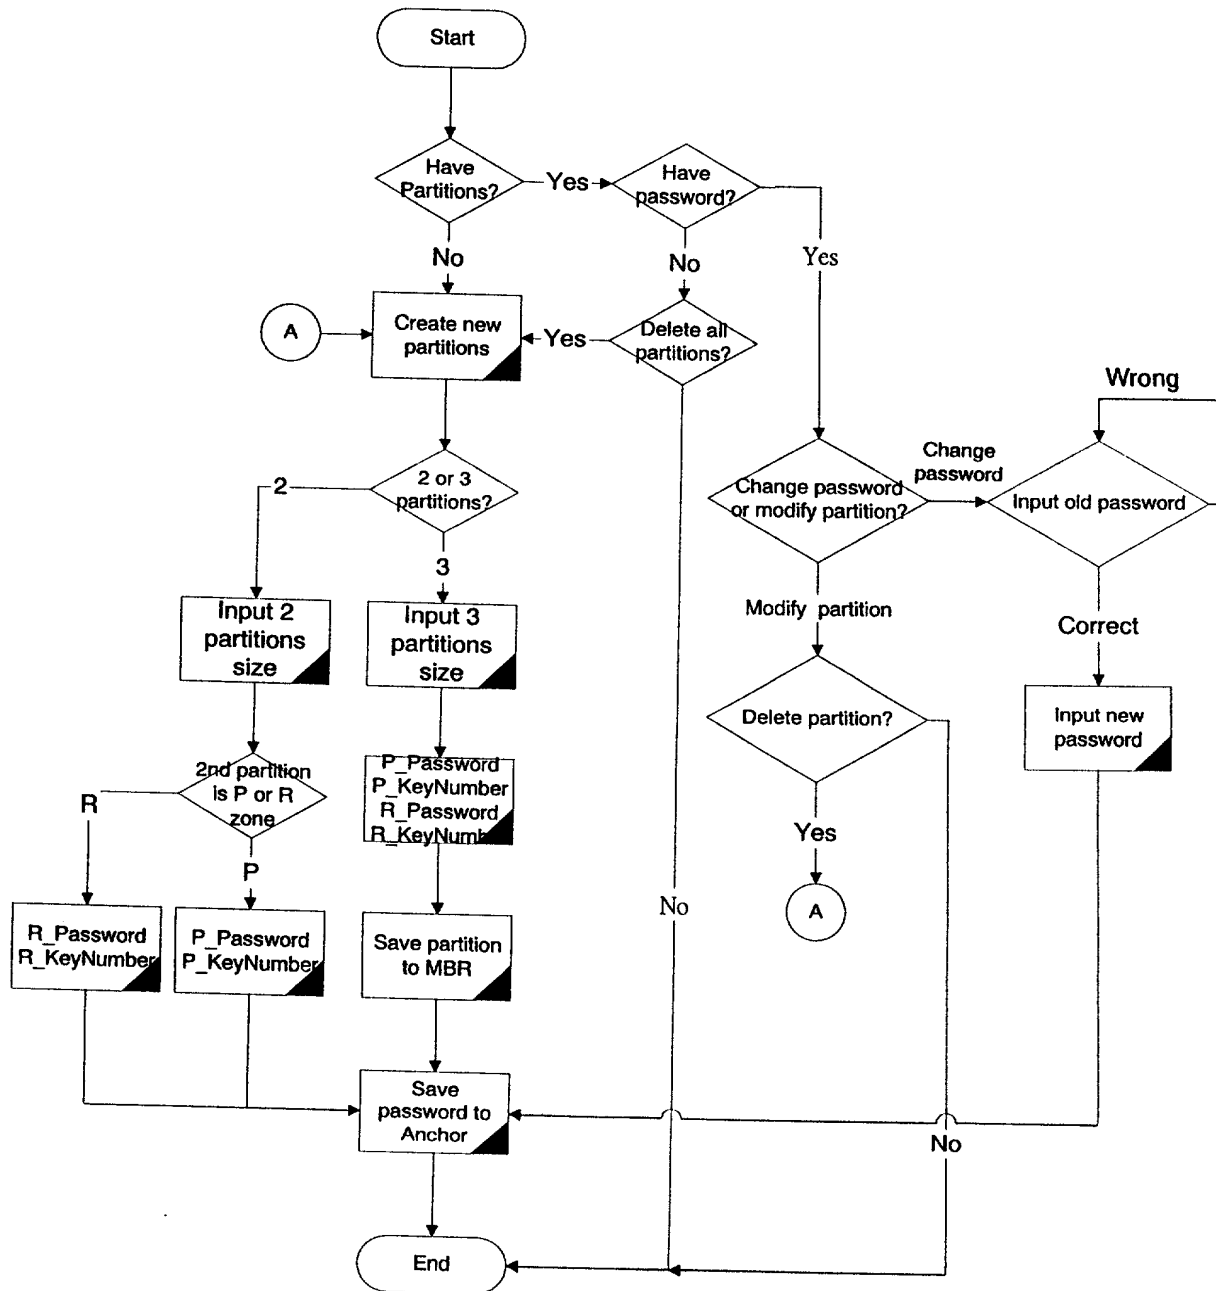 Start
Have
Partitions?
Yes
Have
password?
No
No
Yes
A
Create new
partitions
Yes
Delete all
partitions?
Wrong
2
2 or 3
partitions?
Change password
or modify partition?
Change
password
Input old password
3
Input 2
partitions
size
Input 3
partitions
size
Modify partition
Correct
Delete partition?
Input new
password
2nd partition
is P or R
zone
P_Password
P_KeyNumber
R_Password
R_KeyNumber
R
P
Yes
R_Password
R_KeyNumber
P_Password
P_KeyNumber
Save partition
to MBR
No
A
Save
password to
Anchor
No
End